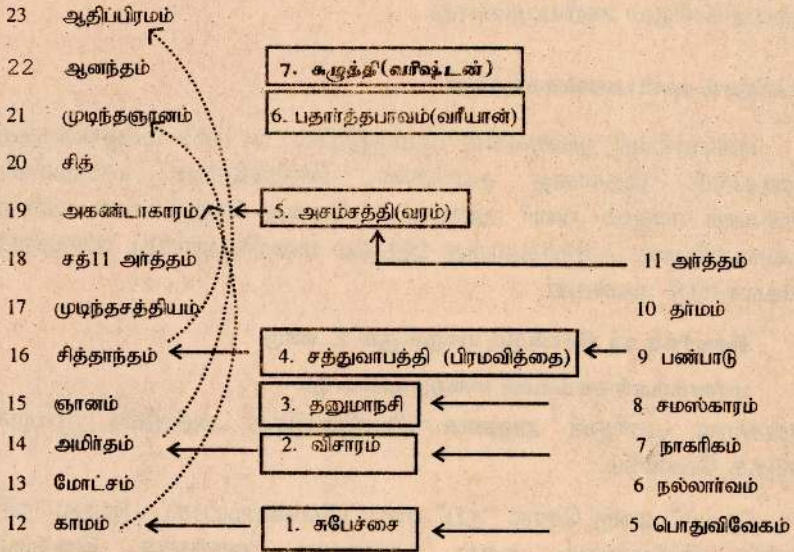 23 ஆதிப்பிரமம்
22 ஆனந்தம் 7. சுழுத்தி(வரிஷ்டன்)
21 முடிந்தஞானம் 6. பதார்த்தபாவம்(வரீயான்)
20 சித்
19 அகண்டாகாரம் 5. அசம்சத்தி(வரம்)
18 சத்11 அர்த்தம் 11 அர்த்தம்
17 முடிந்தசத்தியம் 10 தர்மம்
16 சித்தாந்தம் 4. சத்துவாபத்தி (பிரமவித்தை) 9 பண்பாடு
15 ஞானம் 3. தனுமாநசி 8 சமஸ்காரம்
14 அமிர்தம் 2. விசாரம் 7 நாகரிகம்
13 மோட்சம் 6 நல்லார்வம்
12 காமம் 1. சுபேச்சை 5 பொதுவிவேகம்